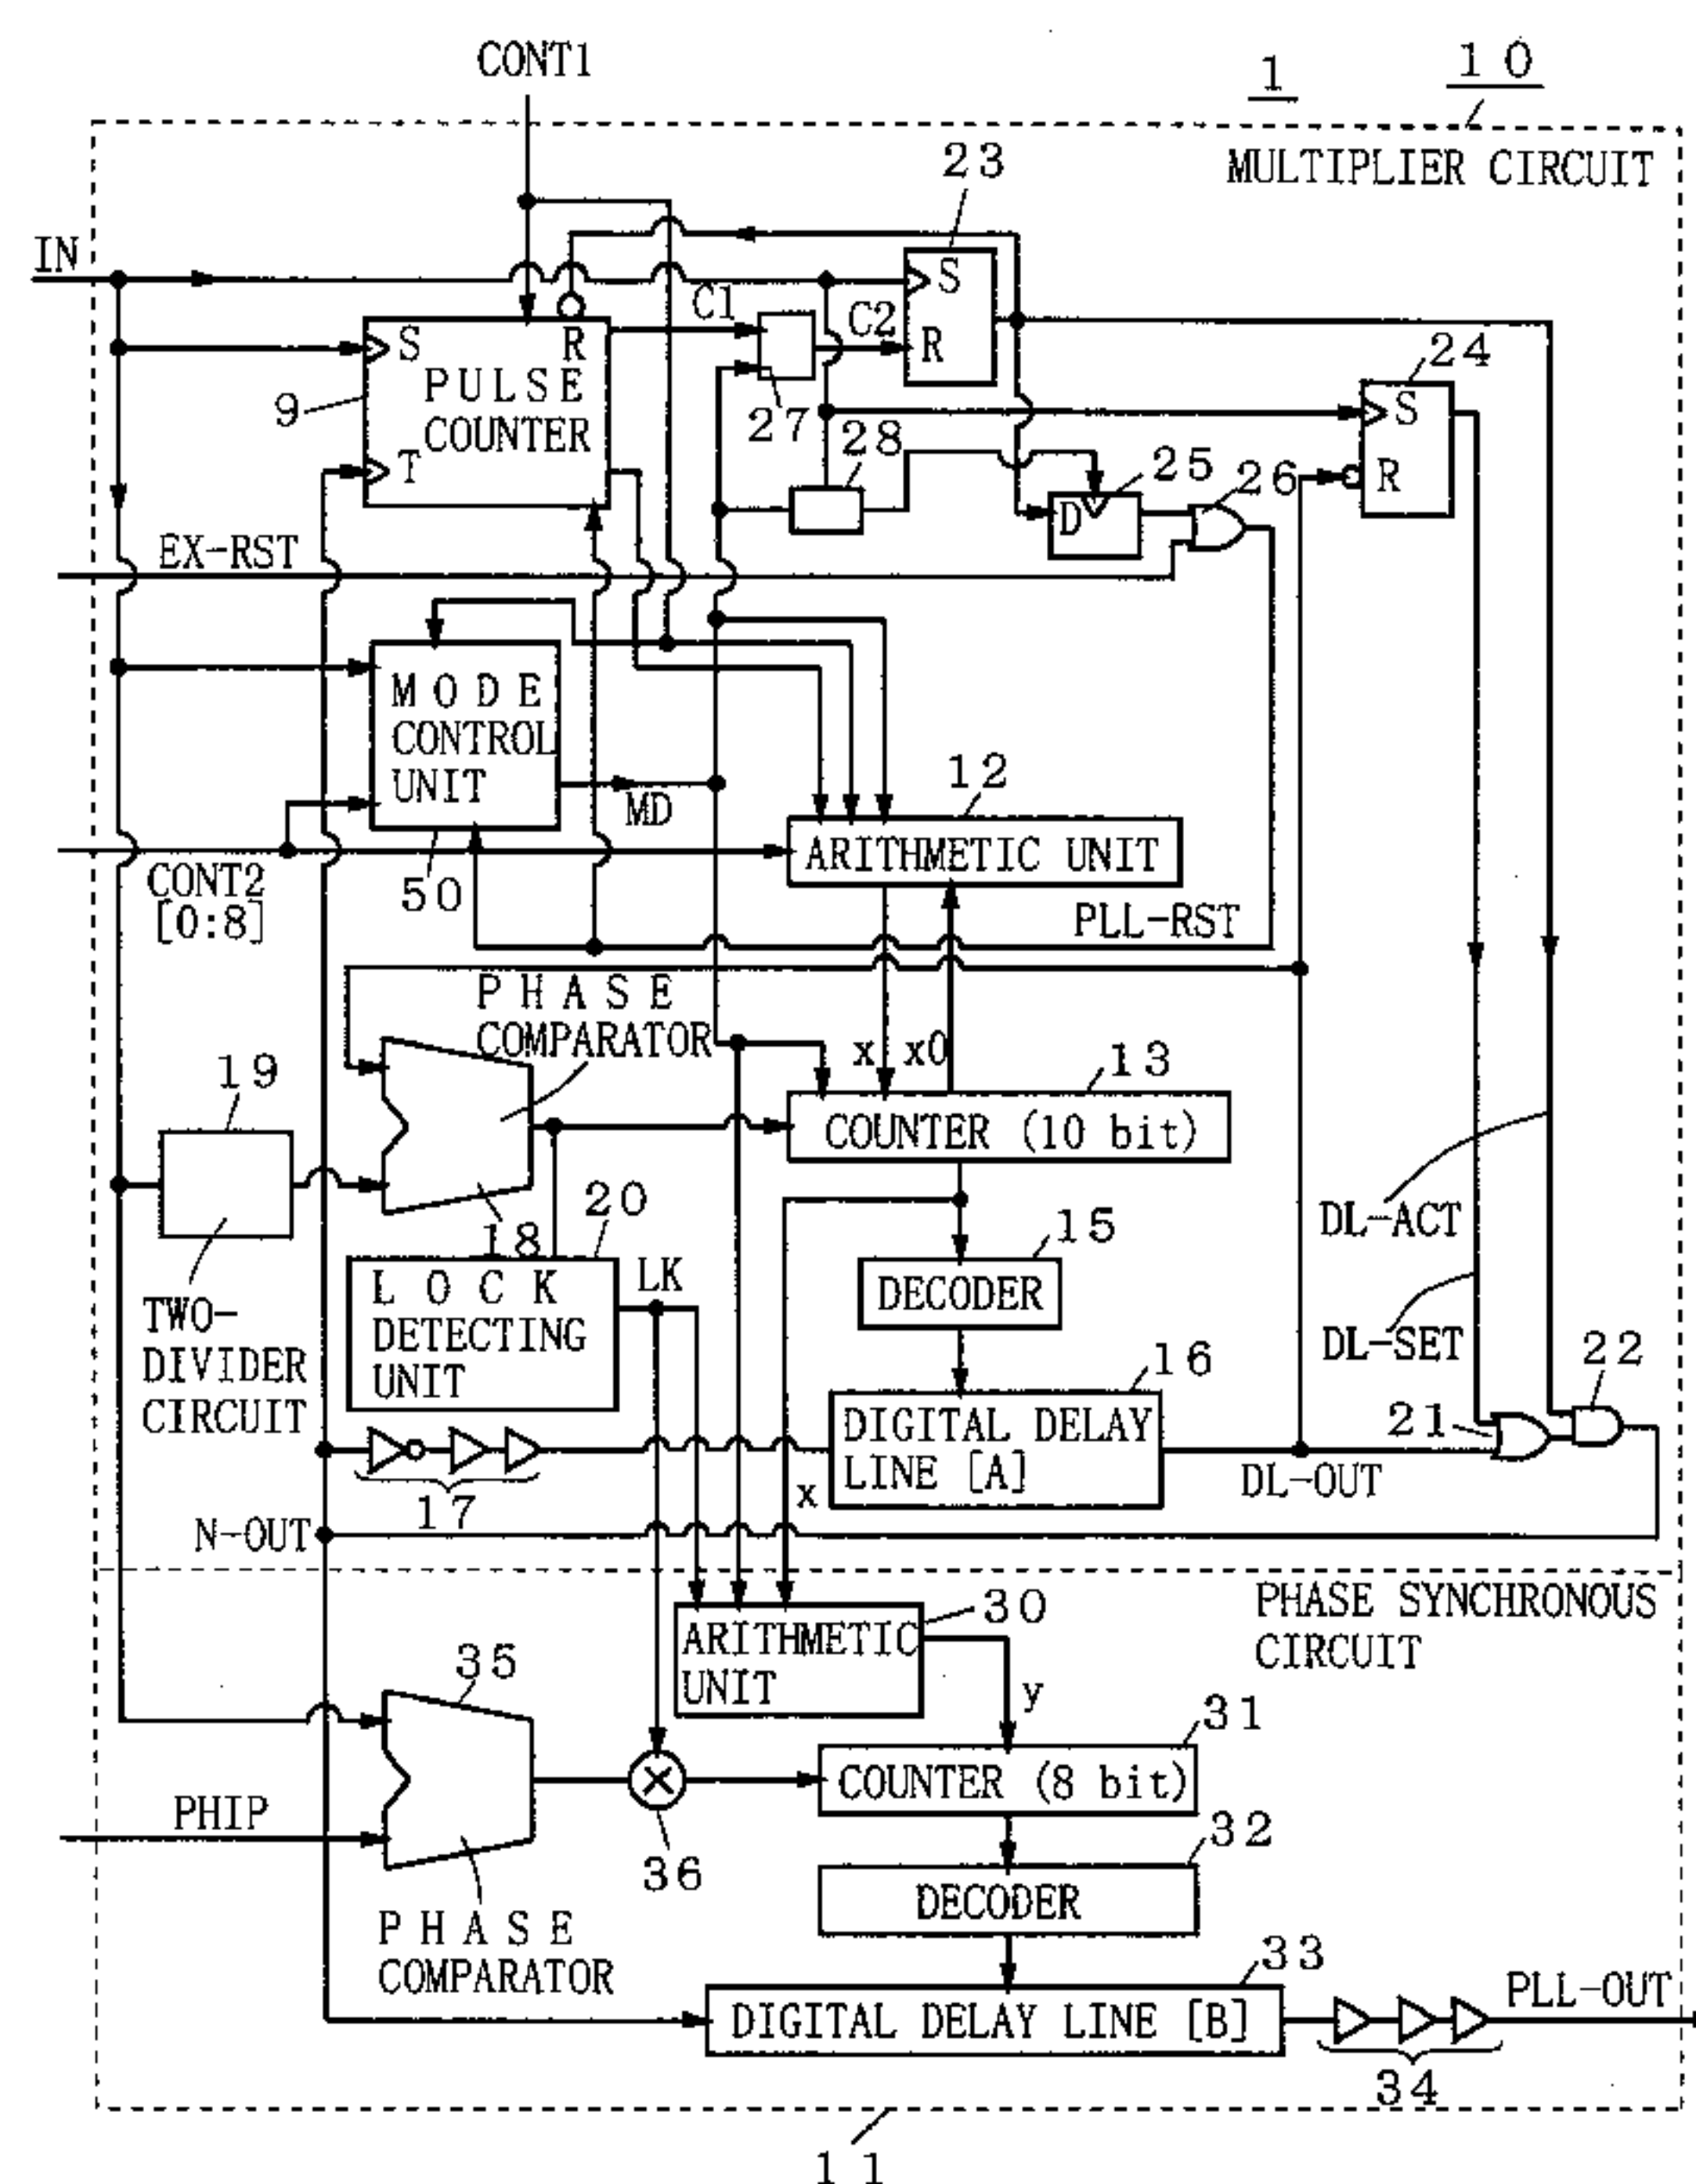 CONT1
1
10
MULTIPLIER CIRCUIT
23
IN
S
C1
C2
R
S
R
PULSE
COUNTER
9
T
27
28
24
S
R
25
26
D
EX-RST
MODE
CONTROL
UNIT
MD
12
ARITHMETIC UNIT
CONT2
[0:8]
50
PLL-RST
PHASE
COMPARATOR
x
x0
13
19
COUNTER (10 bit)
18
20
DL-ACT
15
LOCK
DETECTING
UNIT
LK
DECODER
TWO-
DIVIDER
CIRCUIT
DL-SET
22
16
DIGITAL DELAY
LINE [A]
21
DL-OUT
17
x
N-OUT
PHASE SYNCHRONOUS
CIRCUIT
30
ARITHMETIC
UNIT
35
y
31
COUNTER (8 bit)
PHIP
36
32
DECODER
PHASE
COMPARATOR
33
DIGITAL DELAY LINE [B]
PLL-OUT
34
11